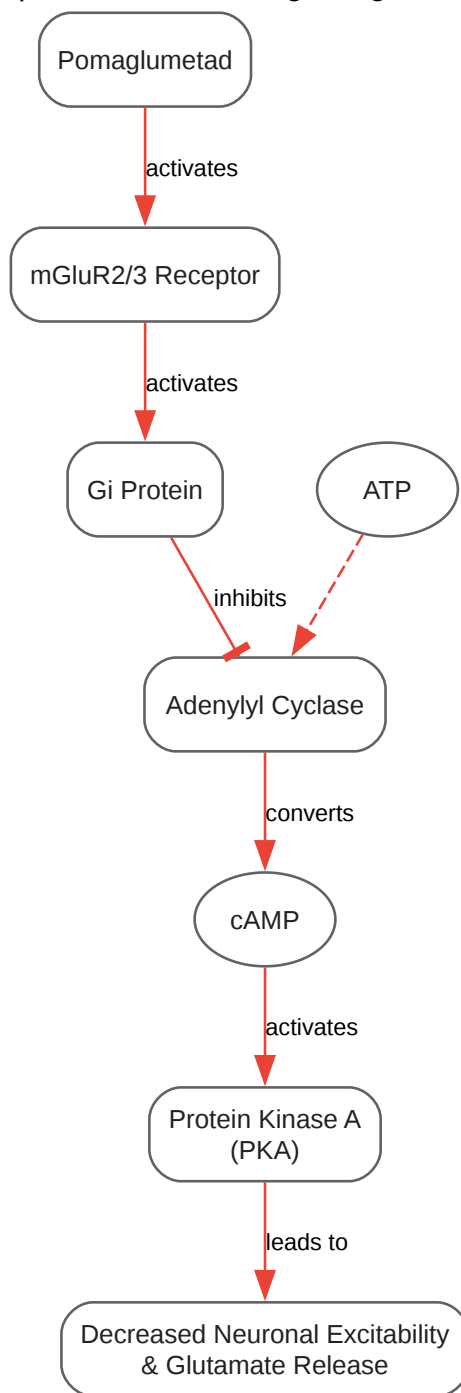 Pomaglumetad
activates
mGluR2/3 Receptor
activates
Gi Protein
ATP
inhibits
Adenylyl Cyclase
converts
cAMP
activates
Protein Kinase A
(PKA)
leads to
Decreased Neuronal Excitability
& Glutamate Release